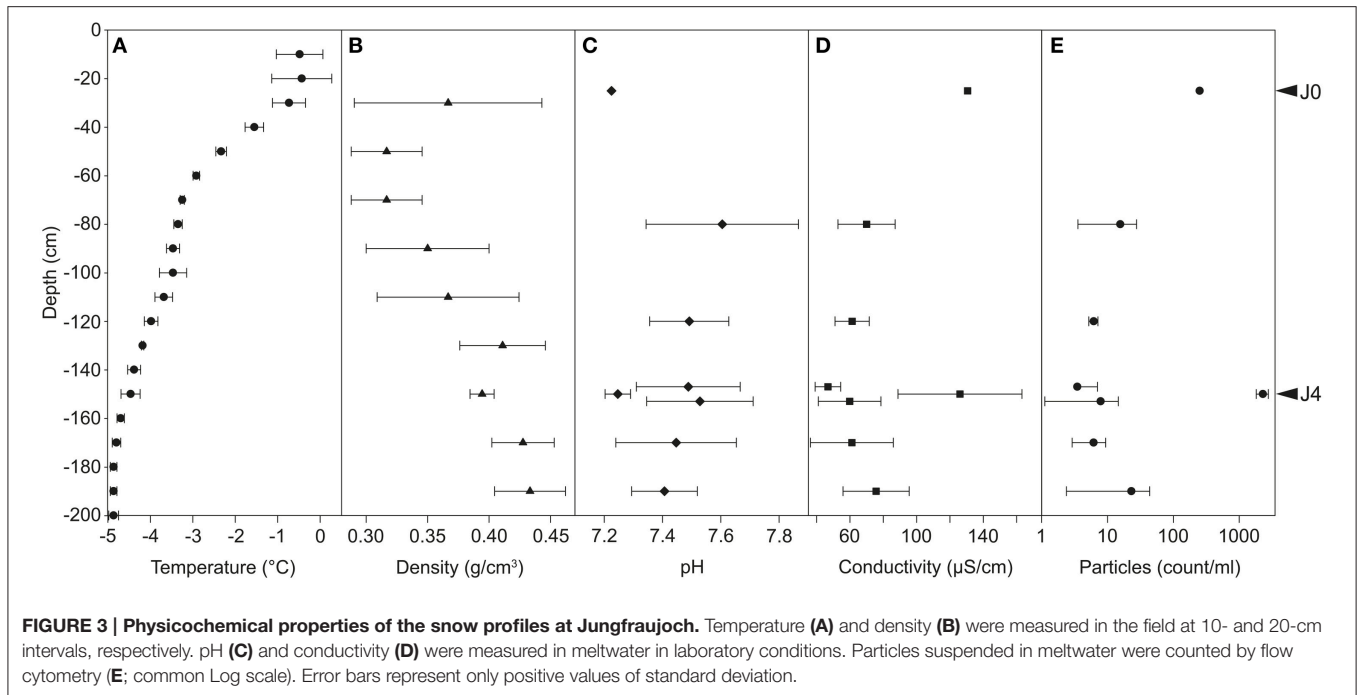 A
B
C
D
E
0
-20
-40
-60
-80
-100
-120
-140
-160
-180
-200
Depth (cm)
J0
J4
-5 -4 -3 -2 -1 0
0.30 0.35 0.40 0.45
7.2 7.4 7.6 7.8
60 100 140
1 10 100 1000
Temperature (°C)
Density (g/cm³)
pH
Conductivity (µS/cm)
Particles (count/ml)
FIGURE 3 | Physicochemical properties of the snow profiles at Jungfraujoch. Temperature (A) and density (B) were measured in the field at 10- and 20-cm
intervals, respectively. pH (C) and conductivity (D) were measured in meltwater in laboratory conditions. Particles suspended in meltwater were counted by flow
cytometry (E; common Log scale). Error bars represent only positive values of standard deviation.